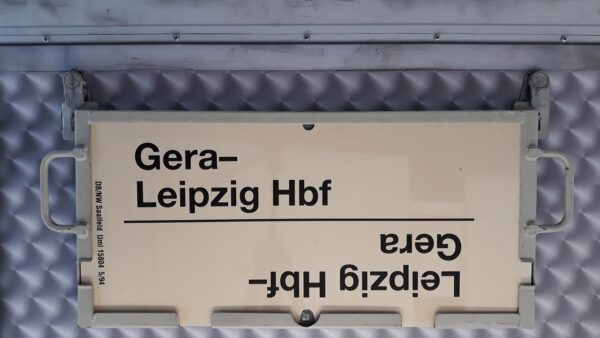 Gera–
Leipzig Hbf
Leipzig Hbf–
Gera
DB/NW Saalfeld Uml 15804 5/94